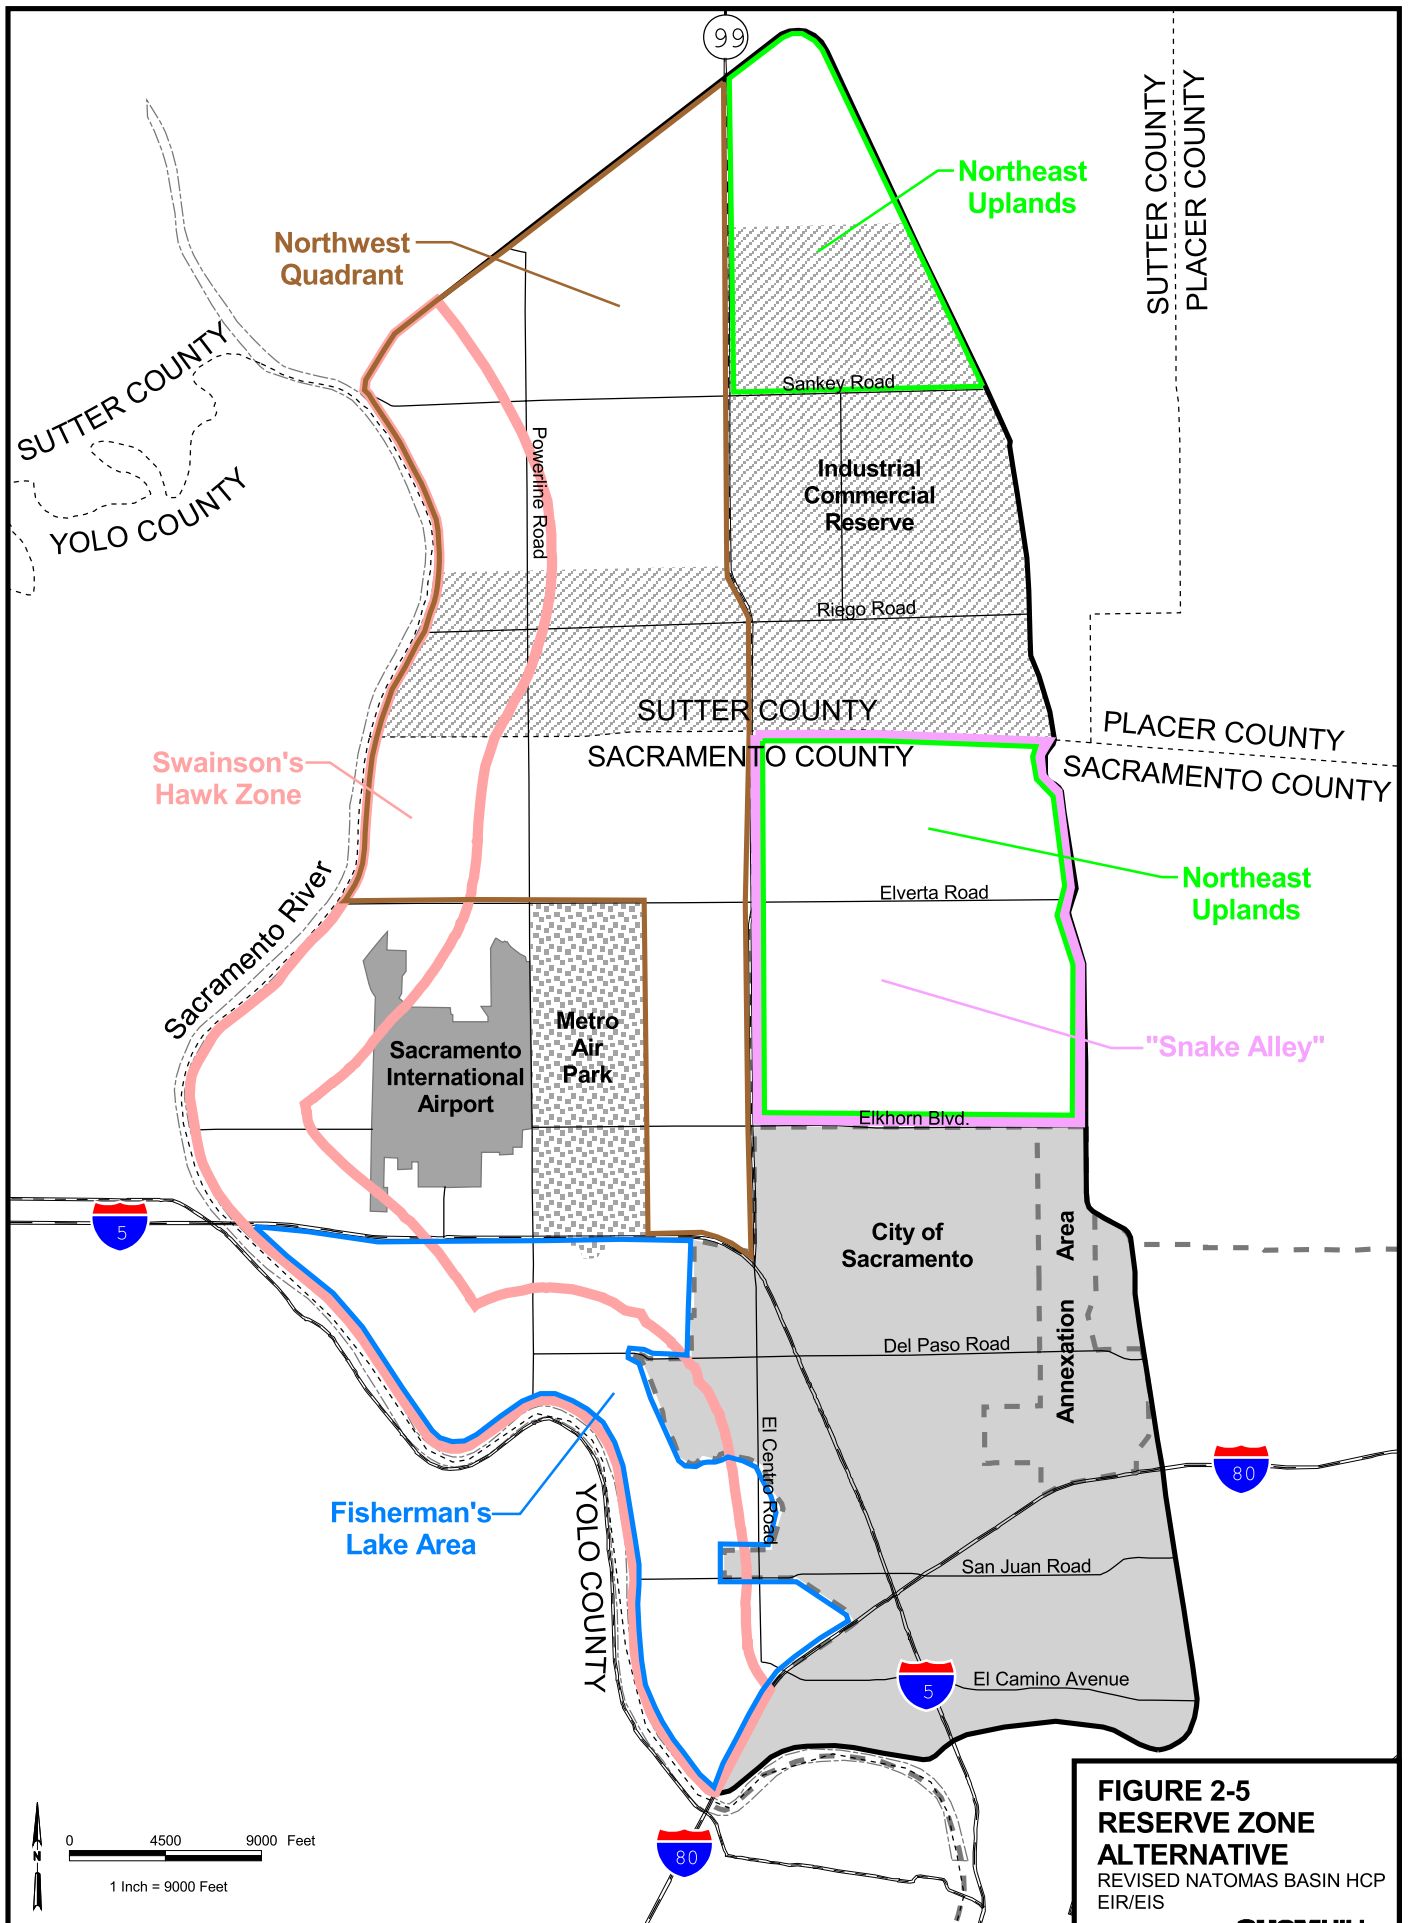 99
SUTTER COUNTY
PLACER COUNTY
Northeast
Uplands
Northwest
Quadrant
SUTTER COUNTY
YOLO COUNTY
Sankey Road
Powerline Road
Industrial
Commercial
Reserve
Riego Road
SUTTER COUNTY
SACRAMENTO COUNTY
PLACER COUNTY
SACRAMENTO COUNTY
Swainson's
Hawk Zone
Northeast
Uplands
Elverta Road
Sacramento River
Metro
Air
Park
Sacramento
International
Airport
"Snake Alley"
Elkhorn Blvd.
5
City of
Sacramento
Annexation Area
Del Paso Road
El Centro Road
80
Fisherman's
Lake Area
YOLO COUNTY
San Juan Road
El Camino Avenue
5
80
N
0 4500 9000 Feet
1 Inch = 9000 Feet
FIGURE 2-5
RESERVE ZONE
ALTERNATIVE
REVISED NATOMAS BASIN HCP
EIR/EIS